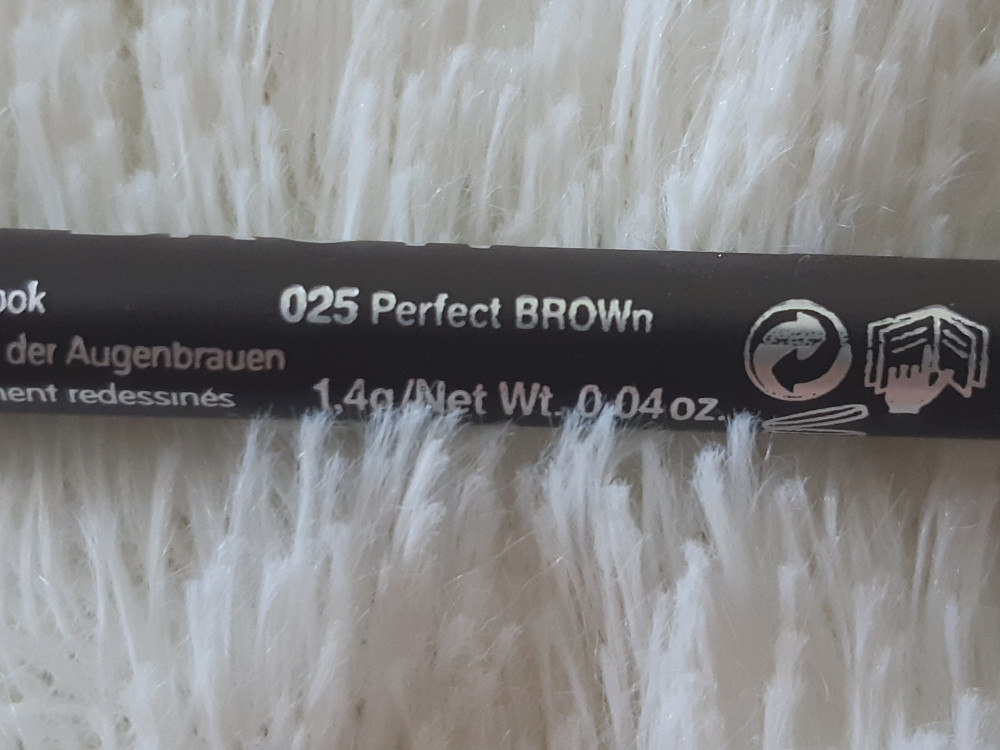 ook
025 Perfect BROWn
der Augenbrauen
ment redessinés
1,4g/Net Wt. 0.04 oz.